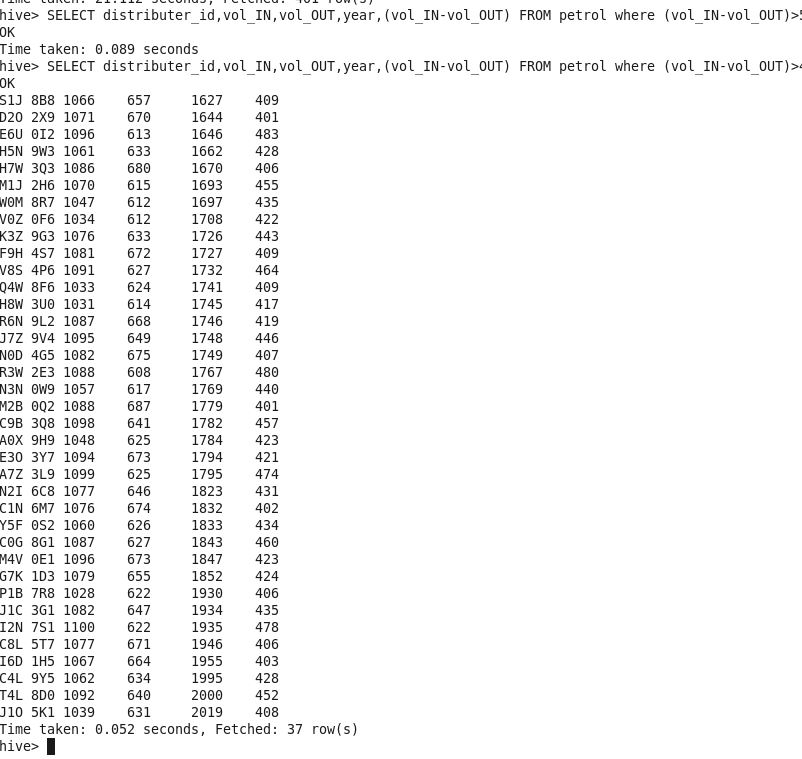 Time taken: 21.112 seconds, Fetched: 401 row(s)
hive> SELECT distributer_id,vol_IN,vol_OUT,year,(vol_IN-vol_OUT) FROM petrol where (vol_IN-vol_OUT)>5
OK
Time taken: 0.089 seconds
hive> SELECT distributer_id,vol_IN,vol_OUT,year,(vol_IN-vol_OUT) FROM petrol where (vol_IN-vol_OUT)>4
OK
S1J 8B8 1066 657 1627 409
D2O 2X9 1071 670 1644 401
E6U 0I2 1096 613 1646 483
H5N 9W3 1061 633 1662 428
H7W 3Q3 1086 680 1670 406
M1J 2H6 1070 615 1693 455
W0M 8R7 1047 612 1697 435
V0Z 0F6 1034 612 1708 422
K3Z 9G3 1076 633 1726 443
F9H 4S7 1081 672 1727 409
V8S 4P6 1091 627 1732 464
Q4W 8F6 1033 624 1741 409
H8W 3U0 1031 614 1745 417
R6N 9L2 1087 668 1746 419
J7Z 9V4 1095 649 1748 446
N0D 4G5 1082 675 1749 407
R3W 2E3 1088 608 1767 480
N3N 0W9 1057 617 1769 440
M2B 0Q2 1088 687 1779 401
C9B 3Q8 1098 641 1782 457
A0X 9H9 1048 625 1784 423
E3O 3Y7 1094 673 1794 421
A7Z 3L9 1099 625 1795 474
N2I 6C8 1077 646 1823 431
C1N 6M7 1076 674 1832 402
Y5F 0S2 1060 626 1833 434
C0G 8G1 1087 627 1843 460
M4V 0E1 1096 673 1847 423
G7K 1D3 1079 655 1852 424
P1B 7R8 1028 622 1930 406
J1C 3G1 1082 647 1934 435
I2N 7S1 1100 622 1935 478
C8L 5T7 1077 671 1946 406
I6D 1H5 1067 664 1955 403
C4L 9Y5 1062 634 1995 428
T4L 8D0 1092 640 2000 452
J1O 5K1 1039 631 2019 408
Time taken: 0.052 seconds, Fetched: 37 row(s)
hive>